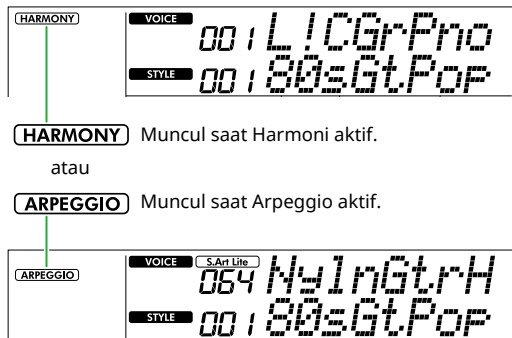 HARMONY VOICE 001 L!CGrPno
STYLE 001 80sGtPop
HARMONY Muncul saat Harmoni aktif.
atau
ARPEGGIO Muncul saat Arpeggio aktif.
ARPEGGIO VOICE S.Art Lite 064 NylnGtrH
STYLE 001 80sGtPop